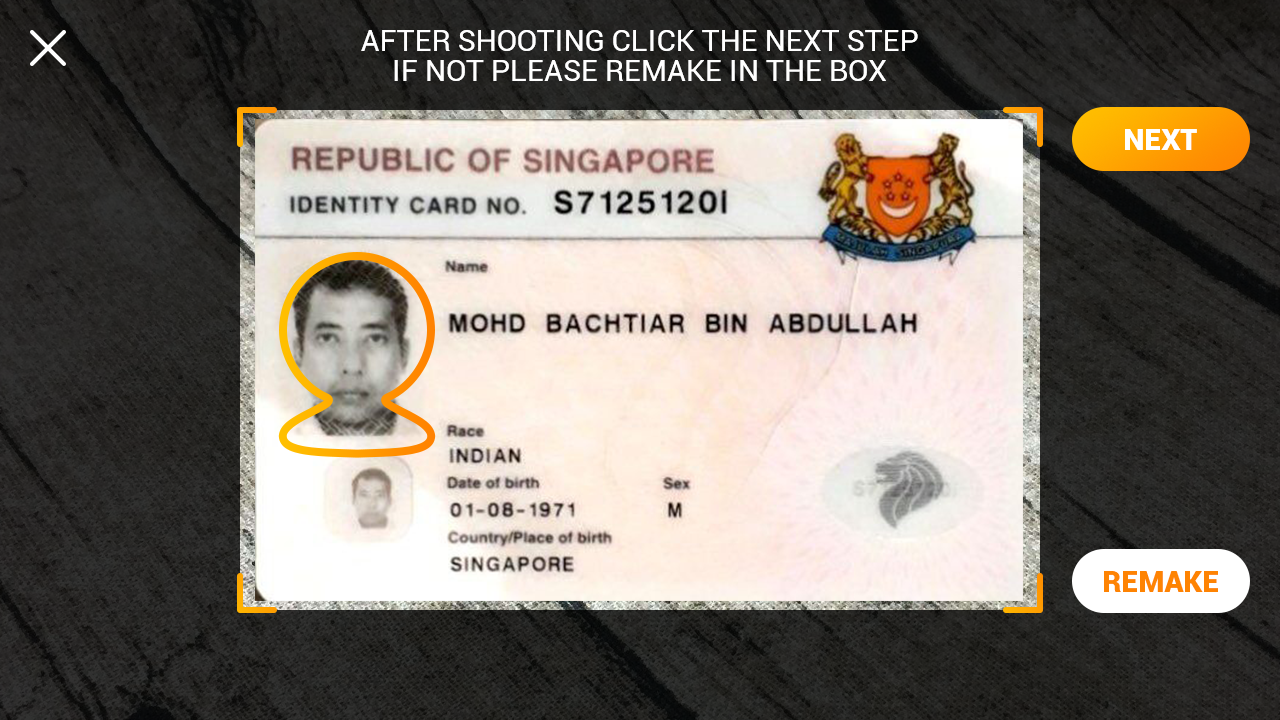 AFTER SHOOTING CLICK THE NEXT STEP
IF NOT PLEASE REMAKE IN THE BOX
NEXT
REPUBLIC OF SINGAPORE
IDENTITY CARD NO. S7125120I
MAJULAH SINGAPURA
Name
MOHD BACHTIAR BIN ABDULLAH
Race
INDIAN
Date of birth Sex
01-08-1971 M
Country/Place of birth
SINGAPORE
REMAKE